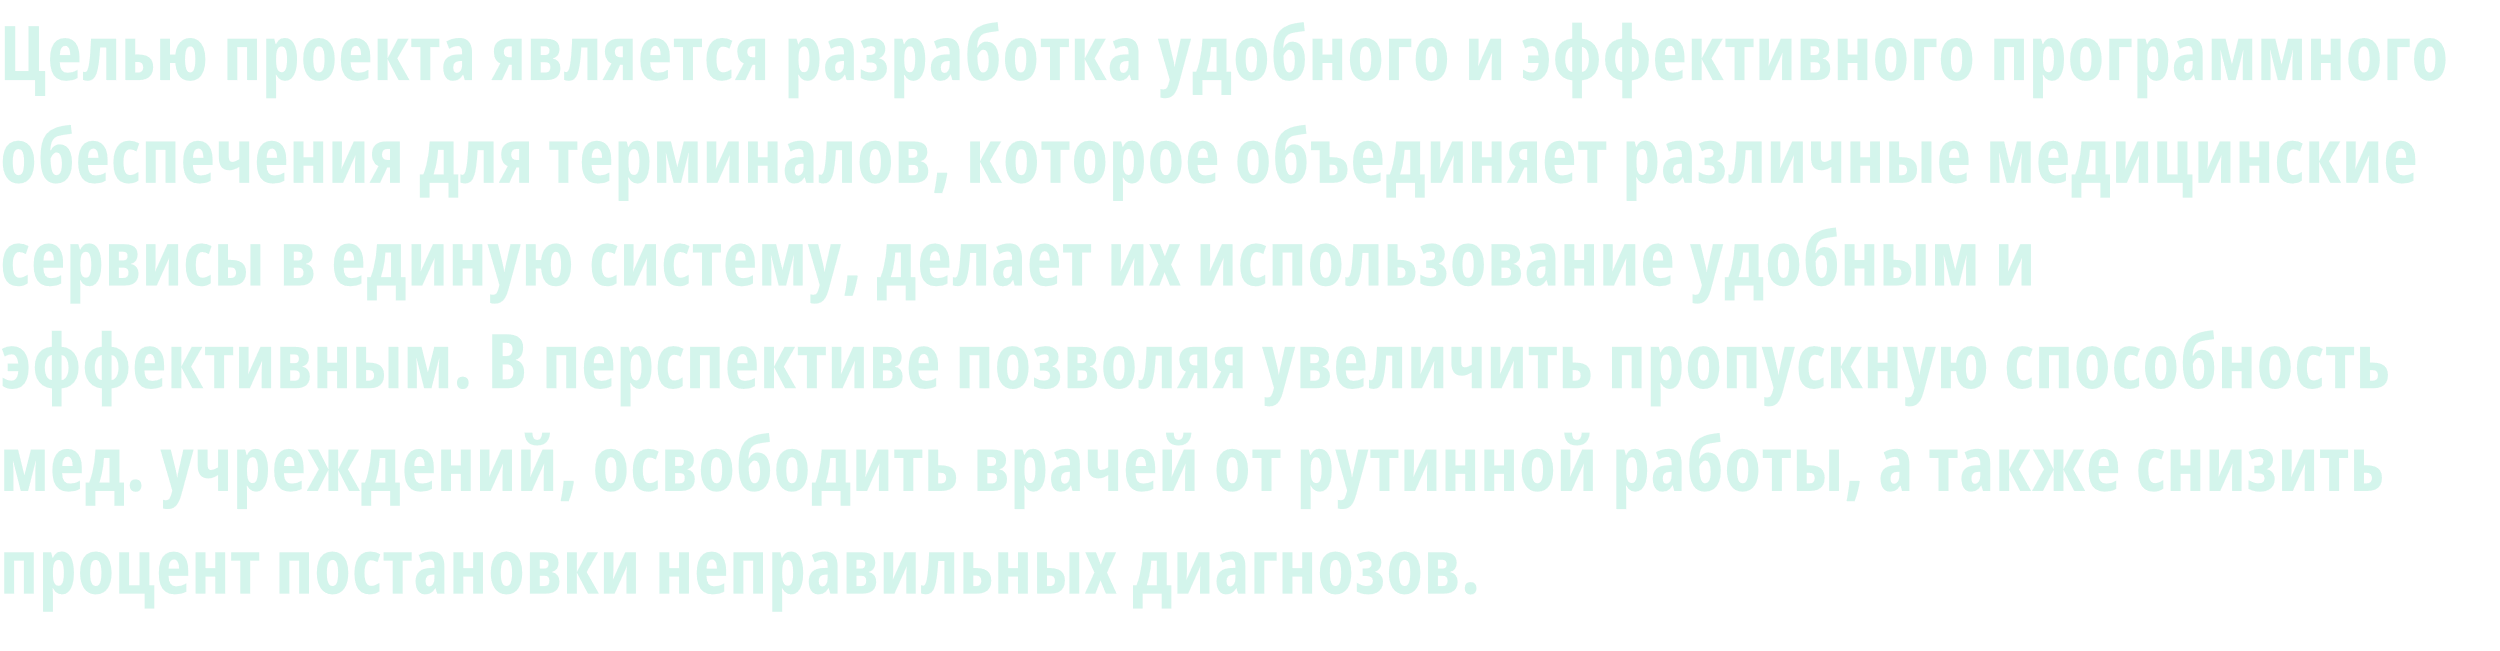 Целью проекта является разработка удобного и эффективного программного
обеспечения для терминалов, которое объединяет различные медицинские
сервисы в единую систему, делает их использование удобным и
эффективным. В перспективе позволяя увеличить пропускную способность
мед. учреждений, освободить врачей от рутинной работы, а также снизить
процент постановки неправильных диагнозов.